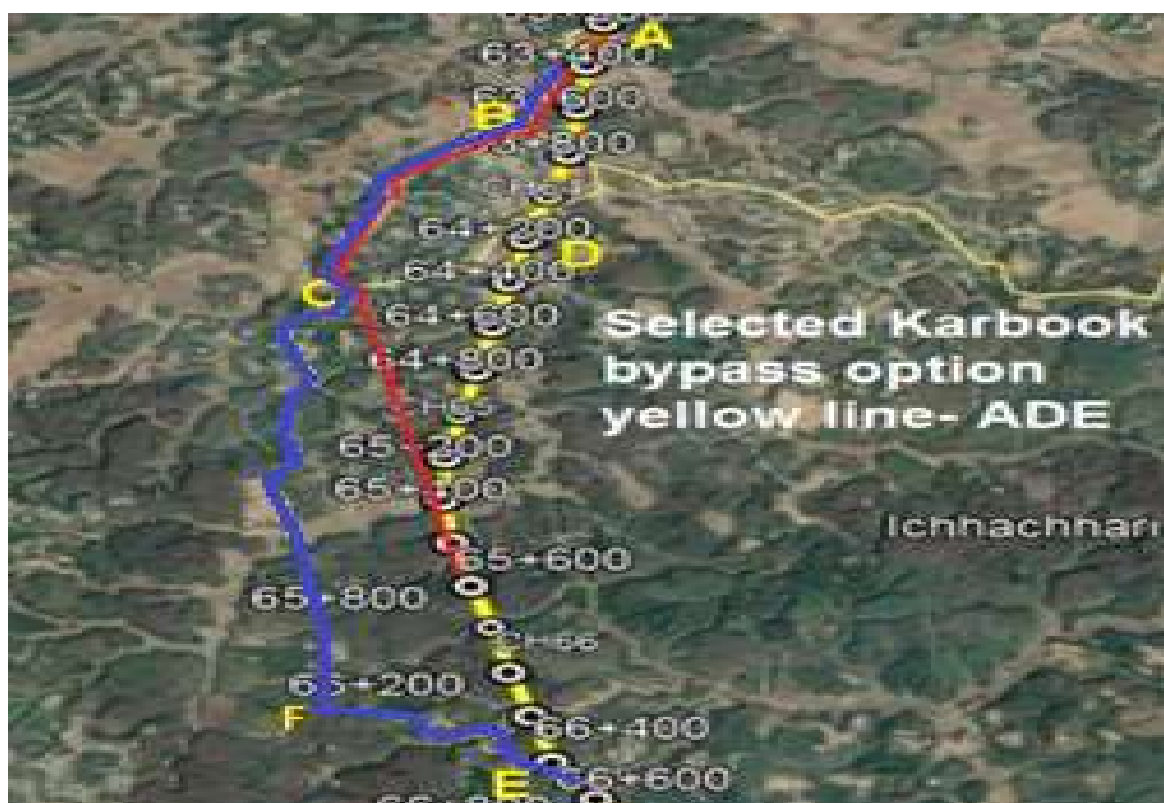 A
63+400
B
64+200
D
64+400
C
64+600
Selected Karbook
bypass option
yellow line- ADE
64+800
65+200
65+400
Ichhachhari
65+600
65+800
66+200
F
66+400
E
66+600